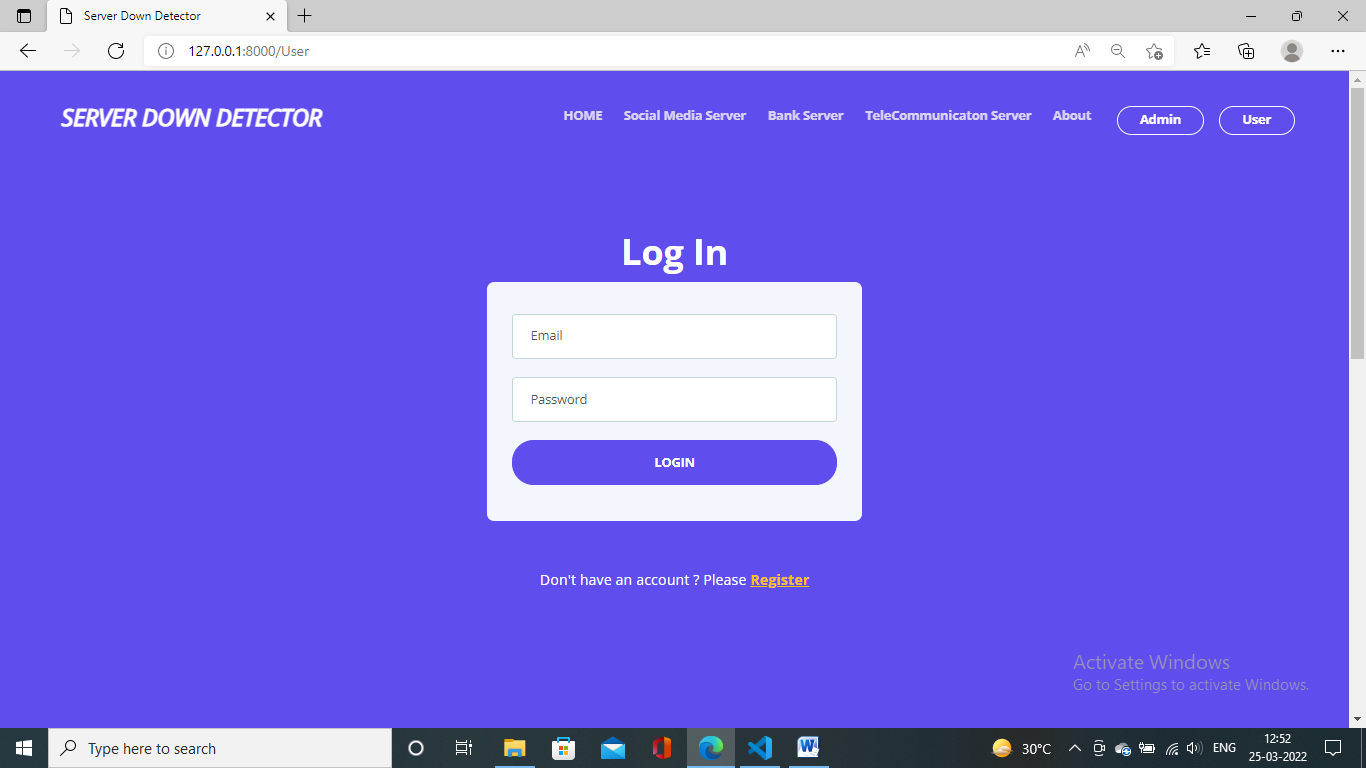 Server Down Detector
127.0.0.1:8000/User
SERVER DOWN DETECTOR
HOME Social Media Server Bank Server TeleCommunicaton Server About Admin User
Log In
Email
Password
LOGIN
Don't have an account ? Please Register
Activate Windows
Go to Settings to activate Windows.
Type here to search
30°C
ENG
12:52
25-03-2022